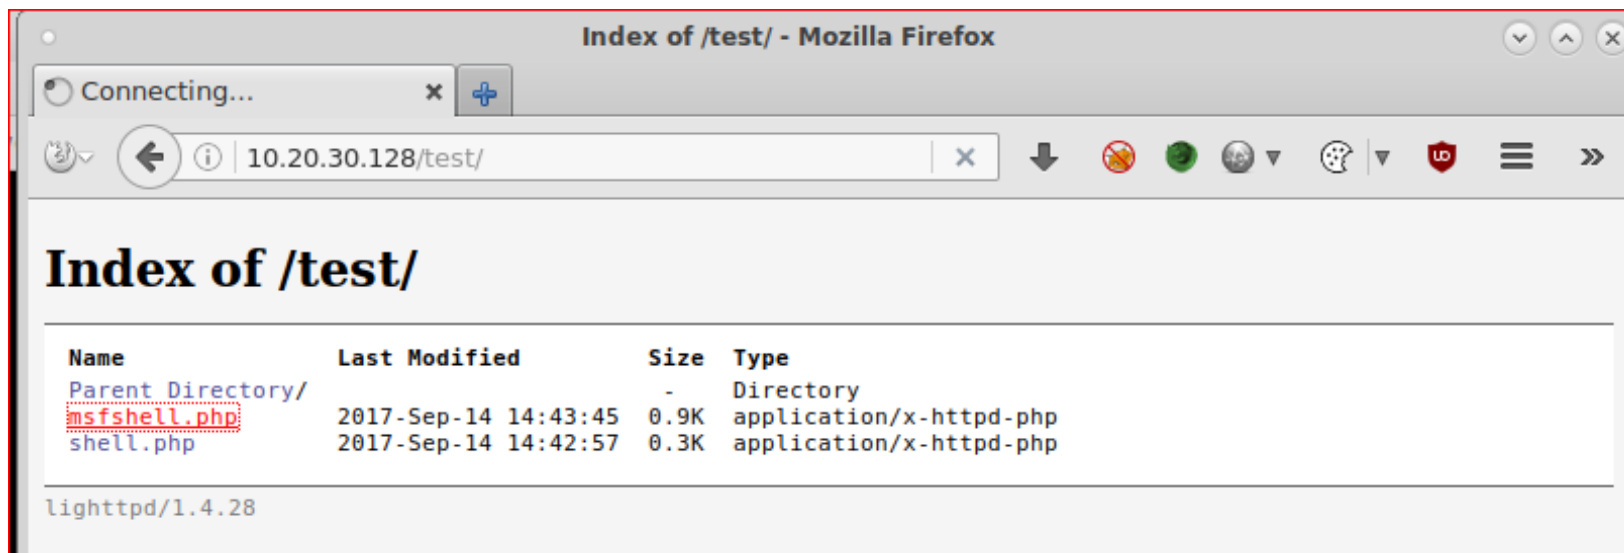 Index of /test/ - Mozilla Firefox
Connecting...
10.20.30.128/test/
Index of /test/
Name Last Modified Size Type
Parent Directory/ - Directory
msfshell.php 2017-Sep-14 14:43:45 0.9K application/x-httpd-php
shell.php 2017-Sep-14 14:42:57 0.3K application/x-httpd-php
lighttpd/1.4.28